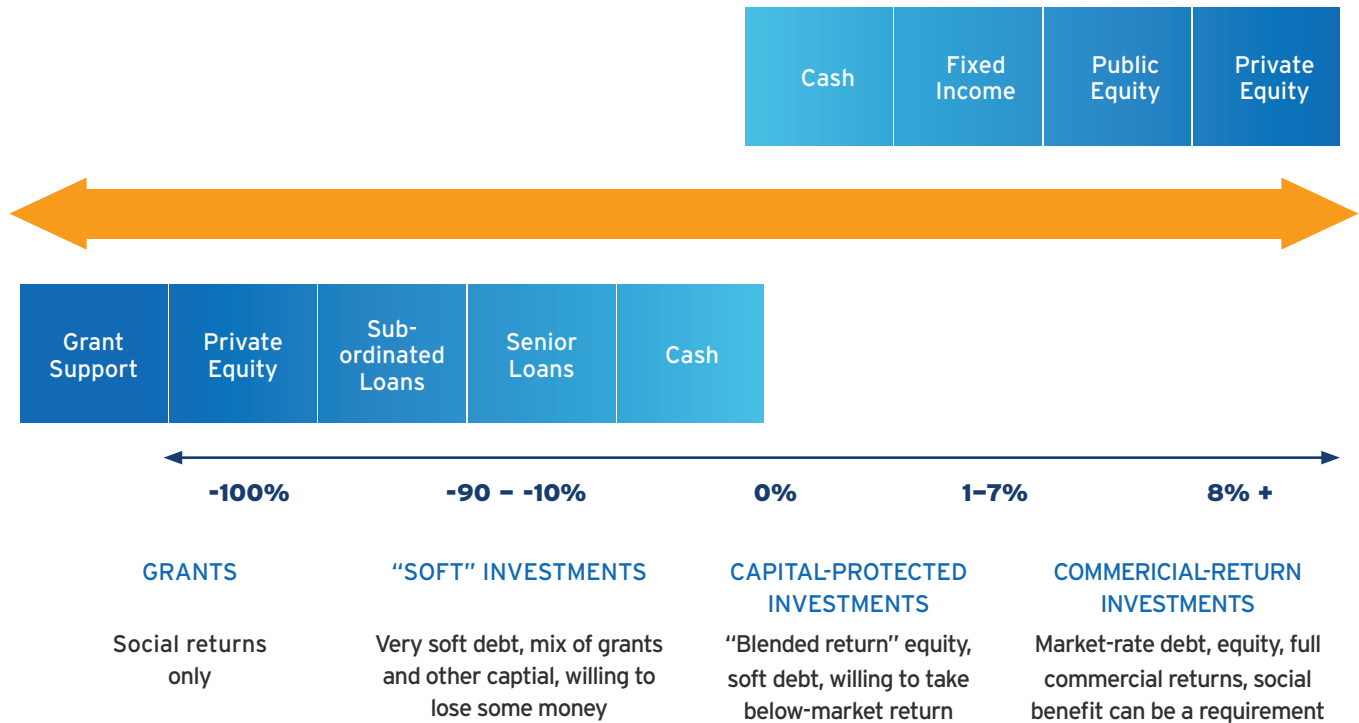 Cash
Fixed
Income
Public
Equity
Private
Equity
Grant
Support
Private
Equity
Sub-
ordinated
Loans
Senior
Loans
Cash
-100%
-90 – -10%
0%
1–7%
8% +
GRANTS
Social returns
only
“SOFT” INVESTMENTS
Very soft debt, mix of grants
and other captial, willing to
lose some money
CAPITAL-PROTECTED
INVESTMENTS
“Blended return” equity,
soft debt, willing to take
below-market return
COMMERICIAL-RETURN
INVESTMENTS
Market-rate debt, equity, full
commercial returns, social
benefit can be a requirement